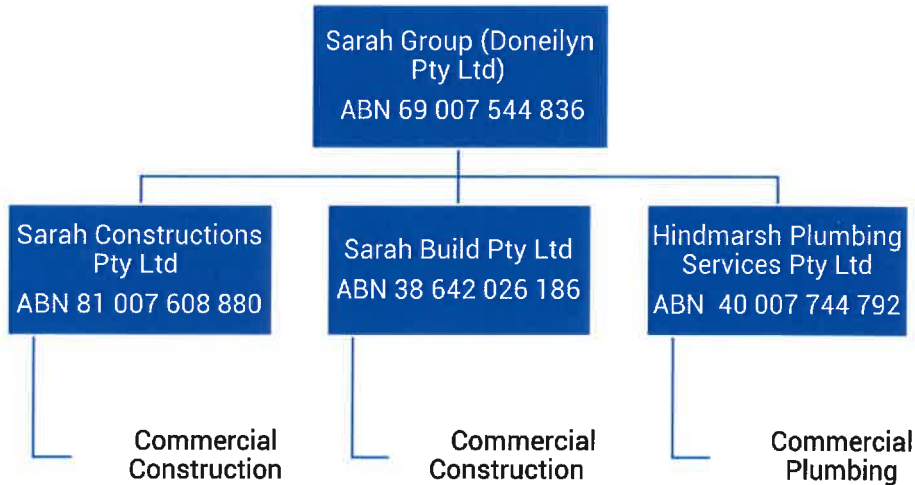 Sarah Group (Doneilyn
Pty Ltd)
ABN 69 007 544 836
Sarah Constructions
Pty Ltd
ABN 81 007 608 880
Sarah Build Pty Ltd
ABN 38 642 026 186
Hindmarsh Plumbing
Services Pty Ltd
ABN 40 007 744 792
Commercial
Construction
Commercial
Construction
Commercial
Plumbing